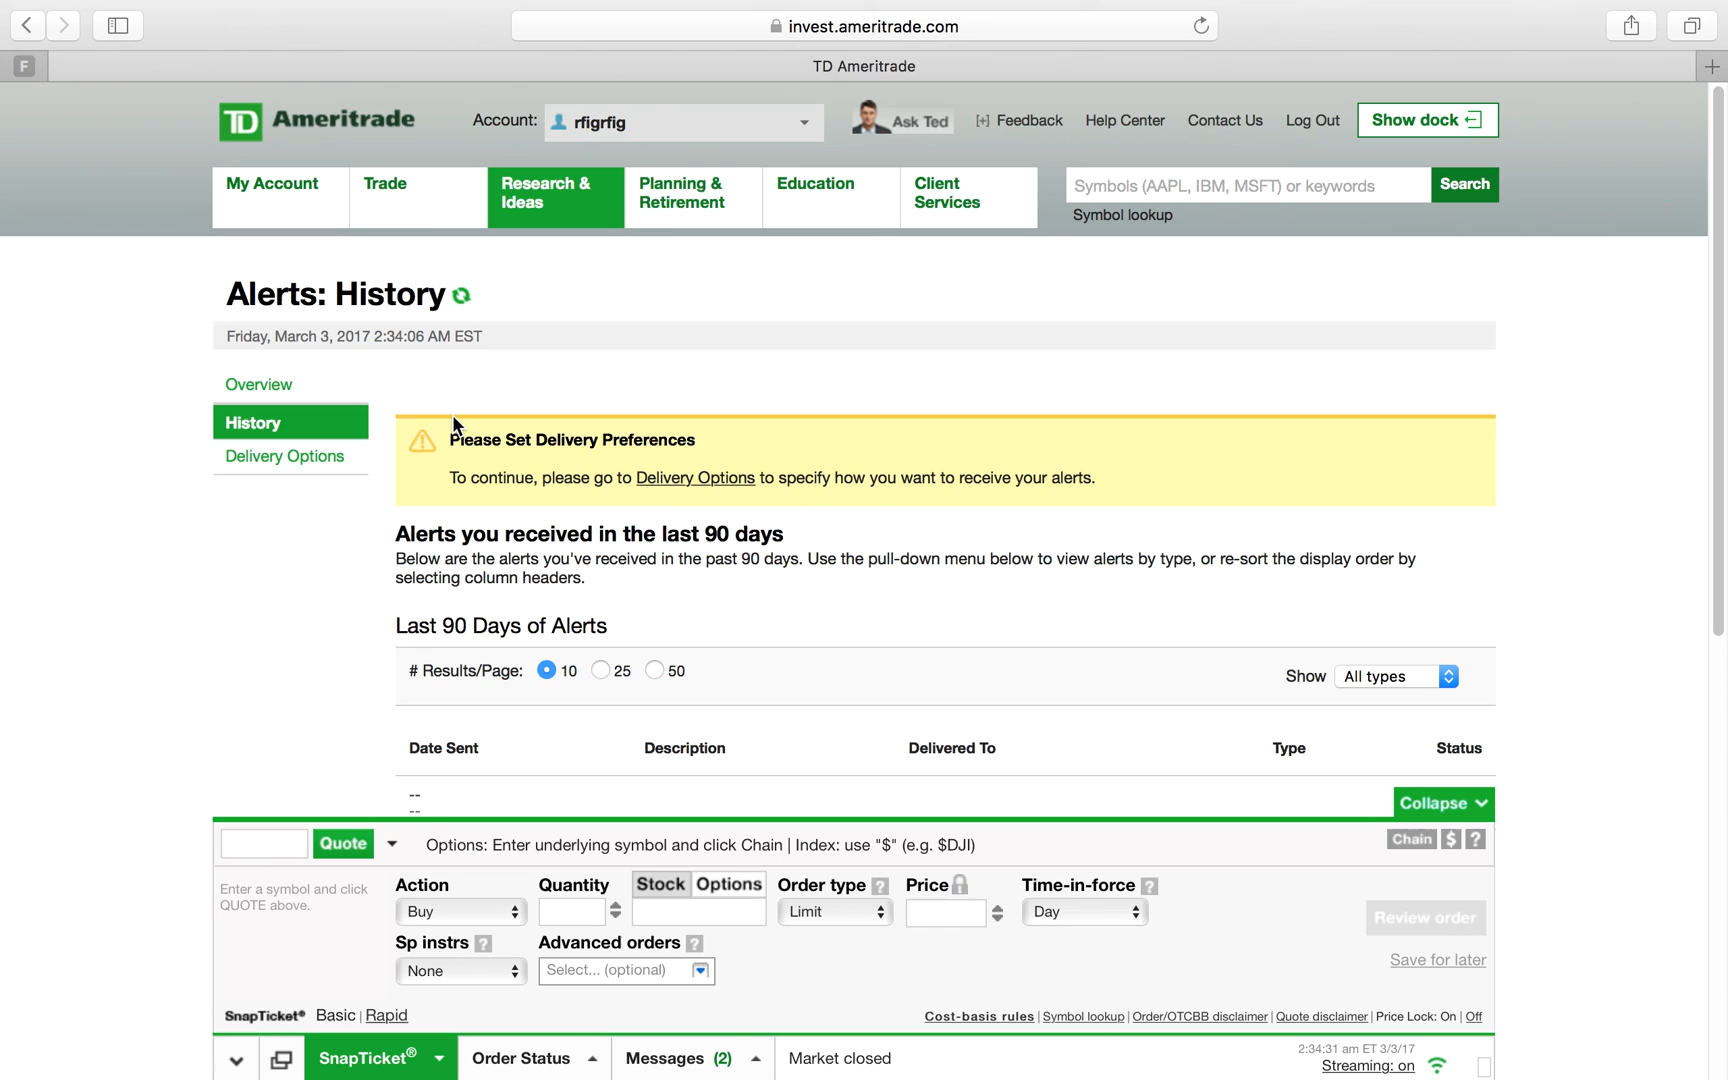 invest.ameritrade.com
F
TD Ameritrade
TD Ameritrade
Account: rfigrfig
Ask Ted
[+] Feedback
Help Center
Contact Us
Log Out
Show dock
My Account
Trade
Research &
Ideas
Planning &
Retirement
Education
Client
Services
Symbols (AAPL, IBM, MSFT) or keywords
Search
Symbol lookup
Alerts: History
Friday, March 3, 2017 2:34:06 AM EST
Overview
History
Delivery Options
Please Set Delivery Preferences
To continue, please go to Delivery Options to specify how you want to receive your alerts.
Alerts you received in the last 90 days
Below are the alerts you've received in the past 90 days. Use the pull-down menu below to view alerts by type, or re-sort the display order by
selecting column headers.
Last 90 Days of Alerts
# Results/Page: 10 25 50
Show All types
Date Sent Description Delivered To Type Status
--
--
Collapse
Quote
Options: Enter underlying symbol and click Chain | Index: use "$" (e.g. $DJI)
Chain $ ?
Enter a symbol and click
QUOTE above.
Action Quantity Stock Options Order type ? Price Time-in-force ?
Buy Limit Day
Review order
Sp instrs ? Advanced orders ?
None Select... (optional)
Save for later
SnapTicket® Basic | Rapid
Cost-basis rules | Symbol lookup | Order/OTCBB disclaimer | Quote disclaimer | Price Lock: On | Off
SnapTicket® Order Status Messages (2) Market closed
2:34:31 am ET 3/3/17
Streaming: on